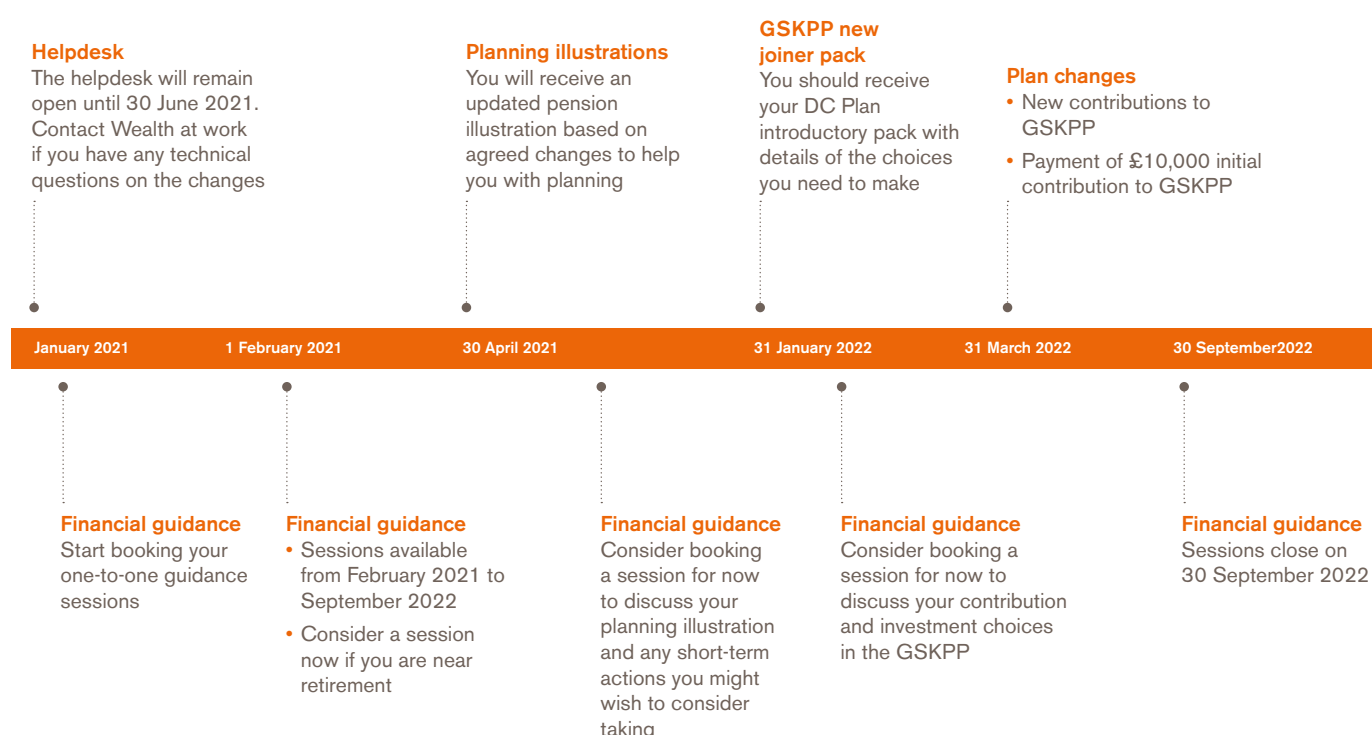 Helpdesk
The helpdesk will remain
open until 30 June 2021.
Contact Wealth at work
if you have any technical
questions on the changes
Planning illustrations
You will receive an
updated pension
illustration based on
agreed changes to help
you with planning
GSKPP new
joiner pack
You should receive
your DC Plan
introductory pack with
details of the choices
you need to make
Plan changes
• New contributions to
GSKPP
• Payment of £10,000 initial
contribution to GSKPP
January 2021
1 February 2021
30 April 2021
31 January 2022
31 March 2022
30 September2022
Financial guidance
Start booking your
one-to-one guidance
sessions
Financial guidance
• Sessions available
from February 2021 to
September 2022
• Consider a session
now if you are near
retirement
Financial guidance
Consider booking
a session for now
to discuss your
planning illustration
and any short-term
actions you might
wish to consider
taking
Financial guidance
Consider booking a
session for now to
discuss your contribution
and investment choices
in the GSKPP
Financial guidance
Sessions close on
30 September 2022